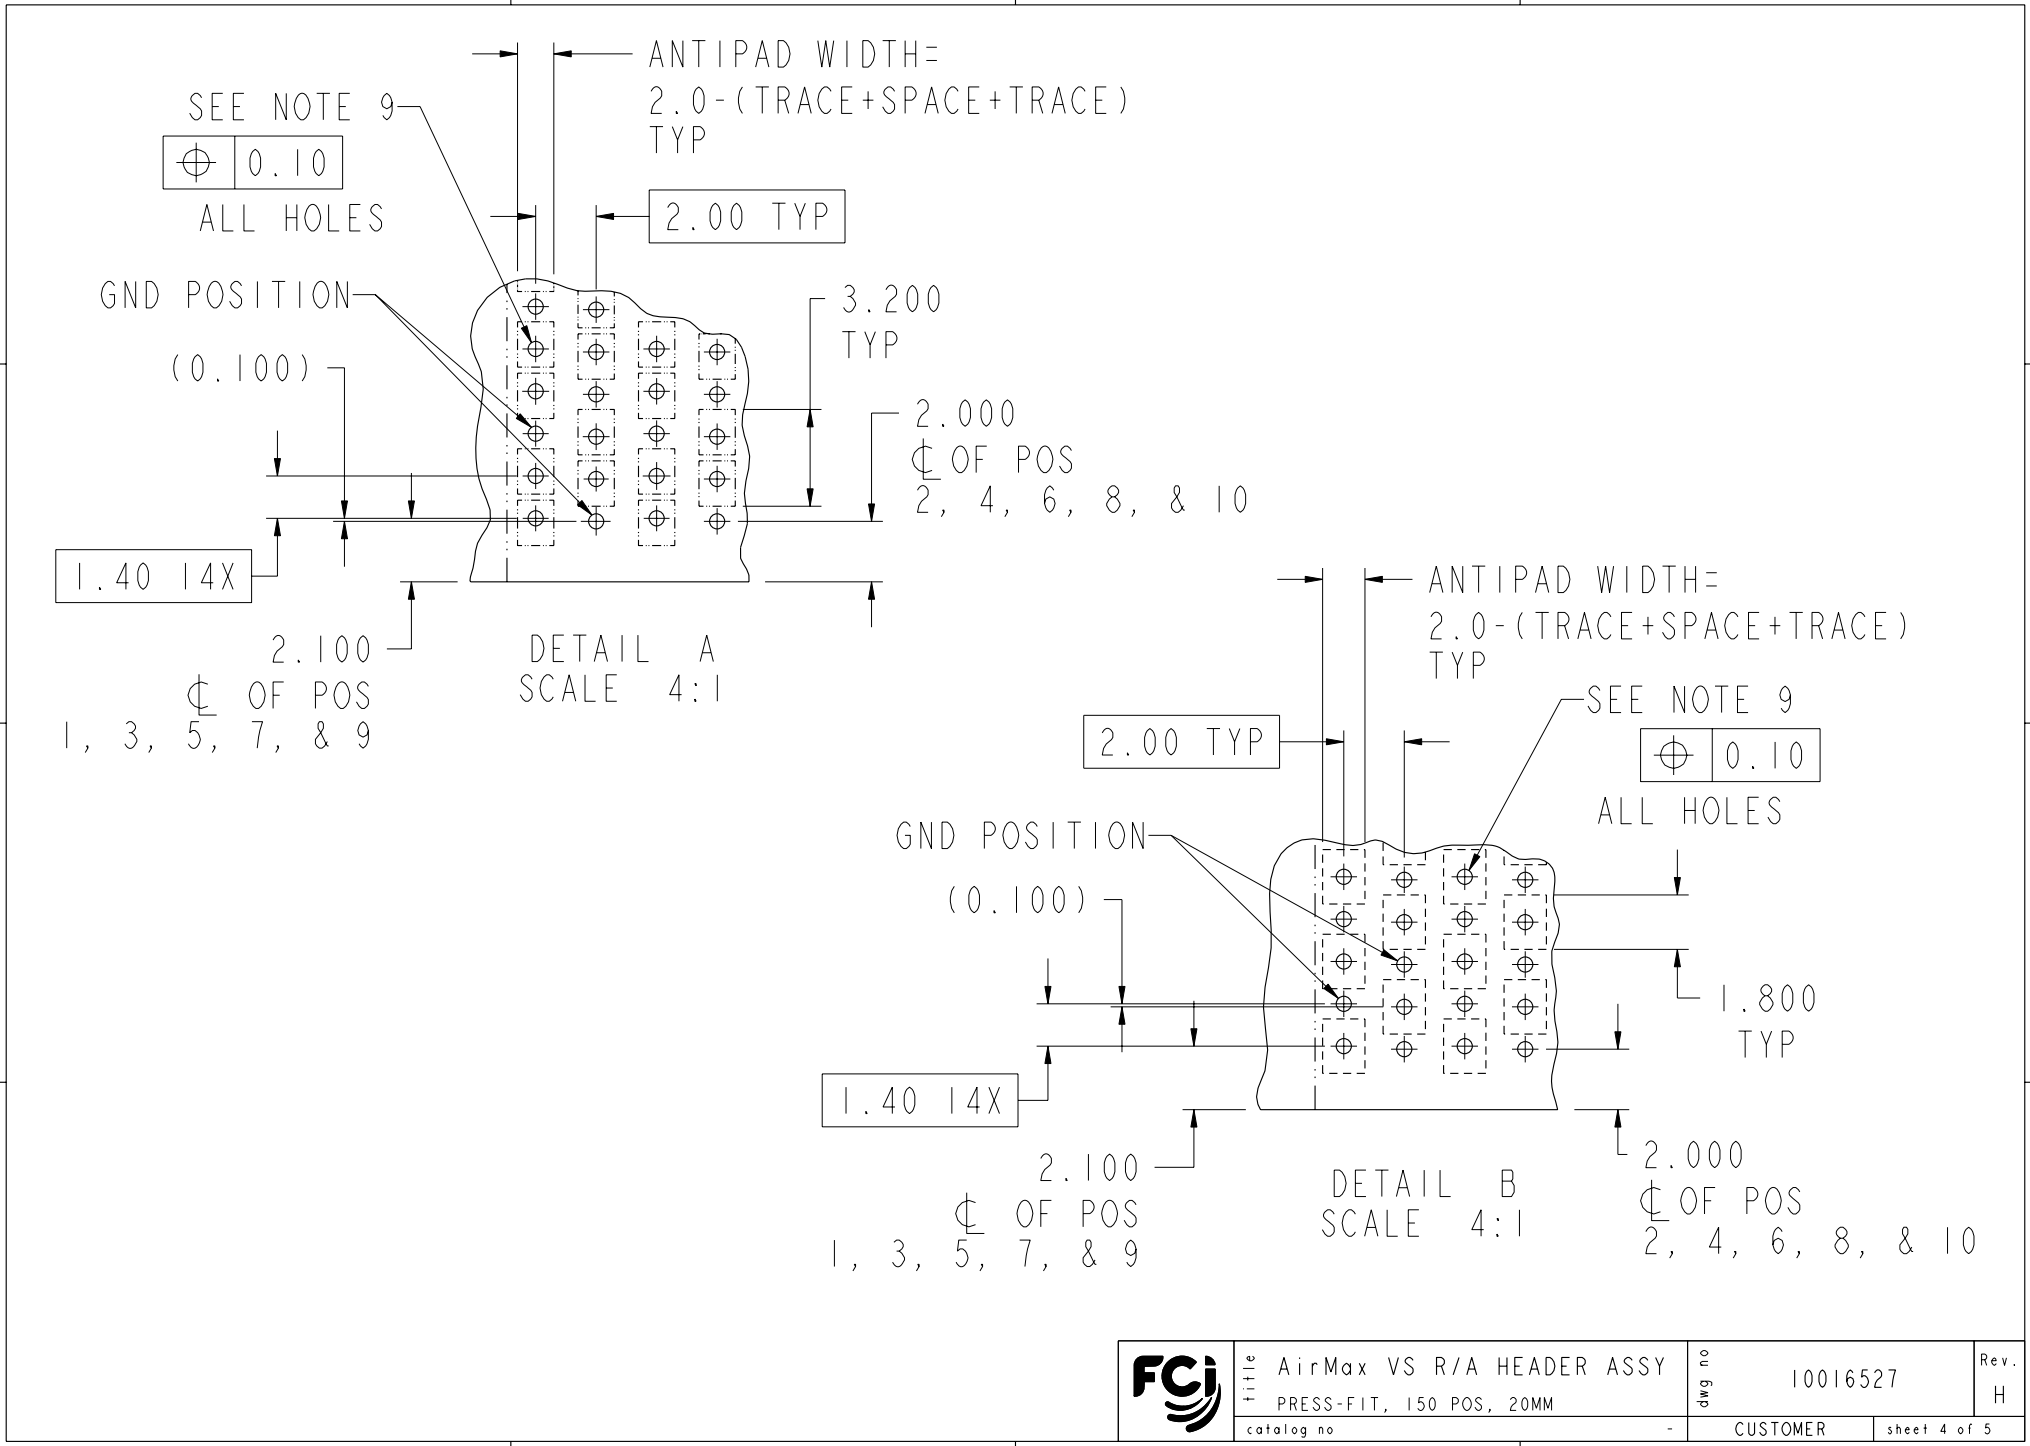 ANTIPAD WIDTH=
2.0-(TRACE+SPACE+TRACE)
TYP
SEE NOTE 9
⌖ 0.10
ALL HOLES
2.00 TYP
GND POSITION
3.200
TYP
(0.100)
2.000
℄ OF POS
2, 4, 6, 8, & 10
1.40 14X
2.100
℄ OF POS
1, 3, 5, 7, & 9
DETAIL A
SCALE 4:1
ANTIPAD WIDTH=
2.0-(TRACE+SPACE+TRACE)
TYP
SEE NOTE 9
⌖ 0.10
ALL HOLES
2.00 TYP
GND POSITION
(0.100)
1.800
TYP
1.40 14X
2.100
℄ OF POS
1, 3, 5, 7, & 9
DETAIL B
SCALE 4:1
2.000
℄ OF POS
2, 4, 6, 8, & 10
FCi
title
AirMax VS R/A HEADER ASSY
PRESS-FIT, 150 POS, 20MM
dwg no
10016527
Rev.
H
catalog no -
CUSTOMER
sheet 4 of 5